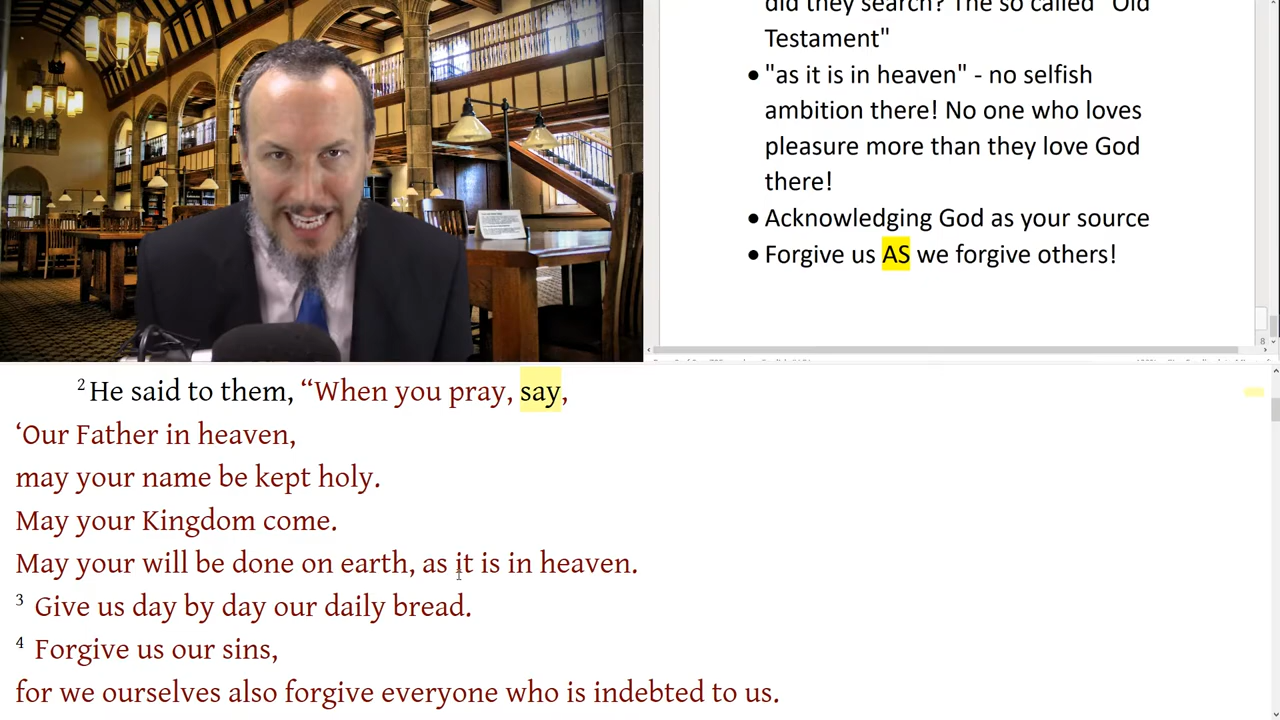 did they search? The so called "Old
Testament"
• "as it is in heaven" - no selfish
ambition there! No one who loves
pleasure more than they love God
there!
• Acknowledging God as your source
• Forgive us AS we forgive others!
8
2 He said to them, “When you pray, say,
‘Our Father in heaven,
may your name be kept holy.
May your Kingdom come.
May your will be done on earth, as it is in heaven.
3 Give us day by day our daily bread.
4 Forgive us our sins,
for we ourselves also forgive everyone who is indebted to us.